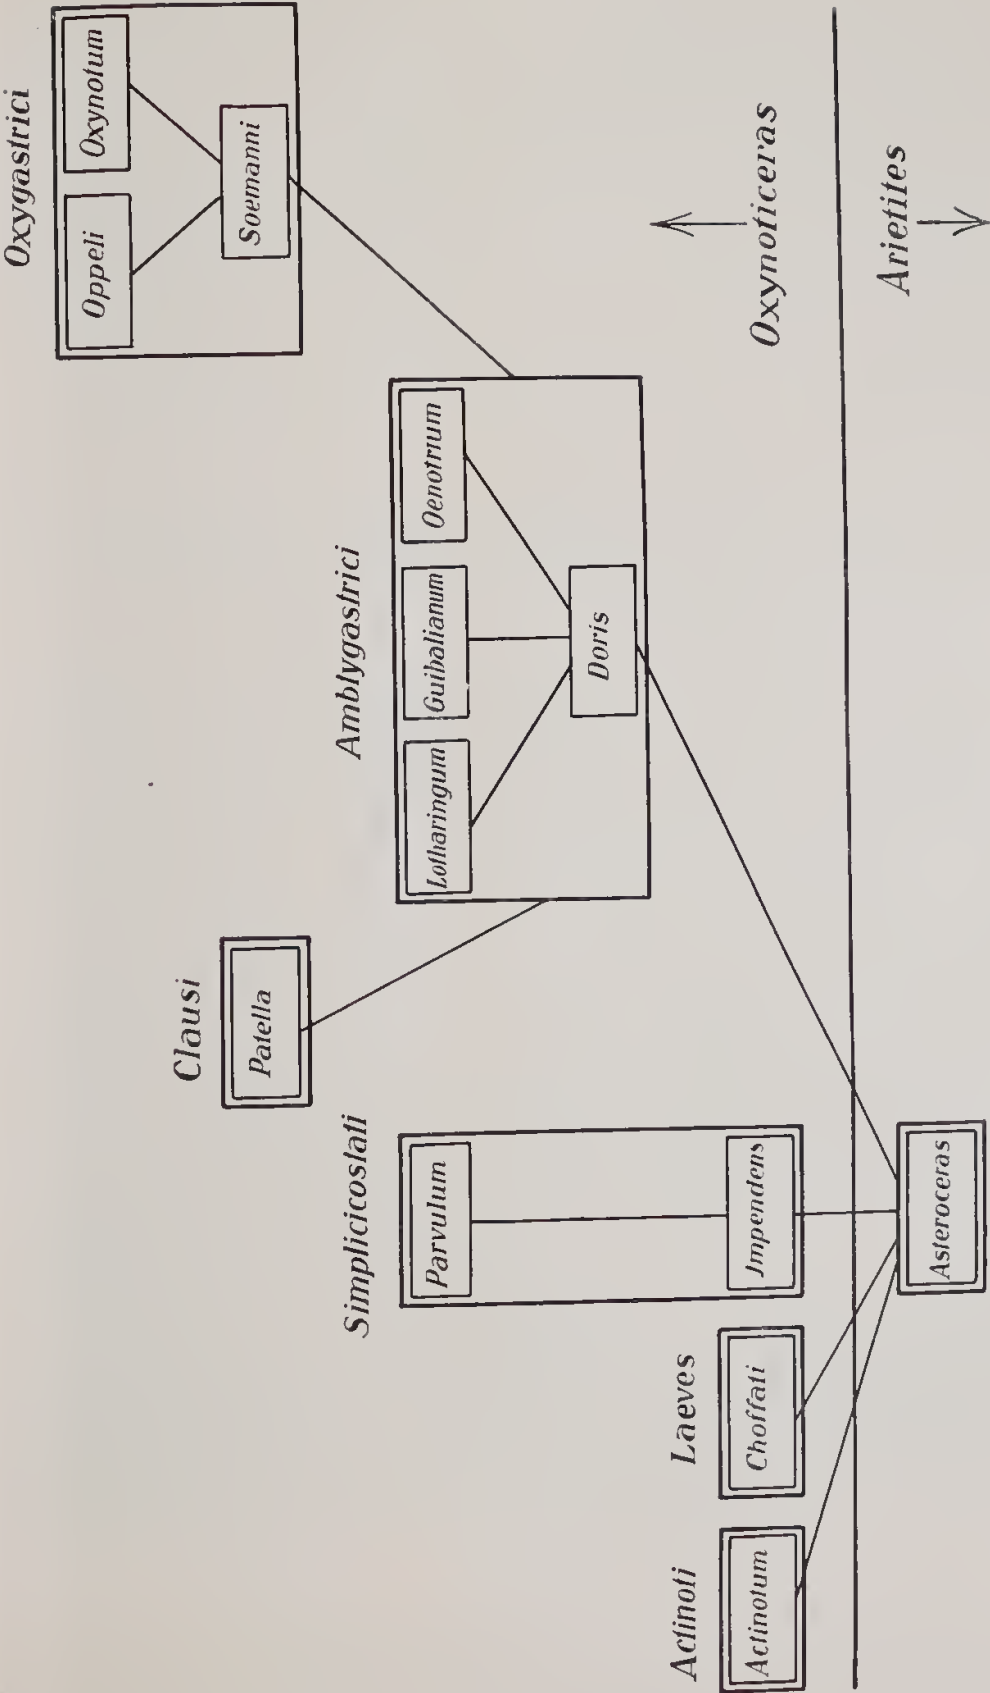 Oxygastrici
Oxynotum
Oppeli
Soemanni
Amblygastrici
Oenotrium
Guibalianum
Lotharingum
Doris
Clausi
Patella
Simplicicostati
Parvulum
Impendens
Laeves
Choffati
Actinoti
Actinotum
Asteroceras
Oxynoticeras
Arietites